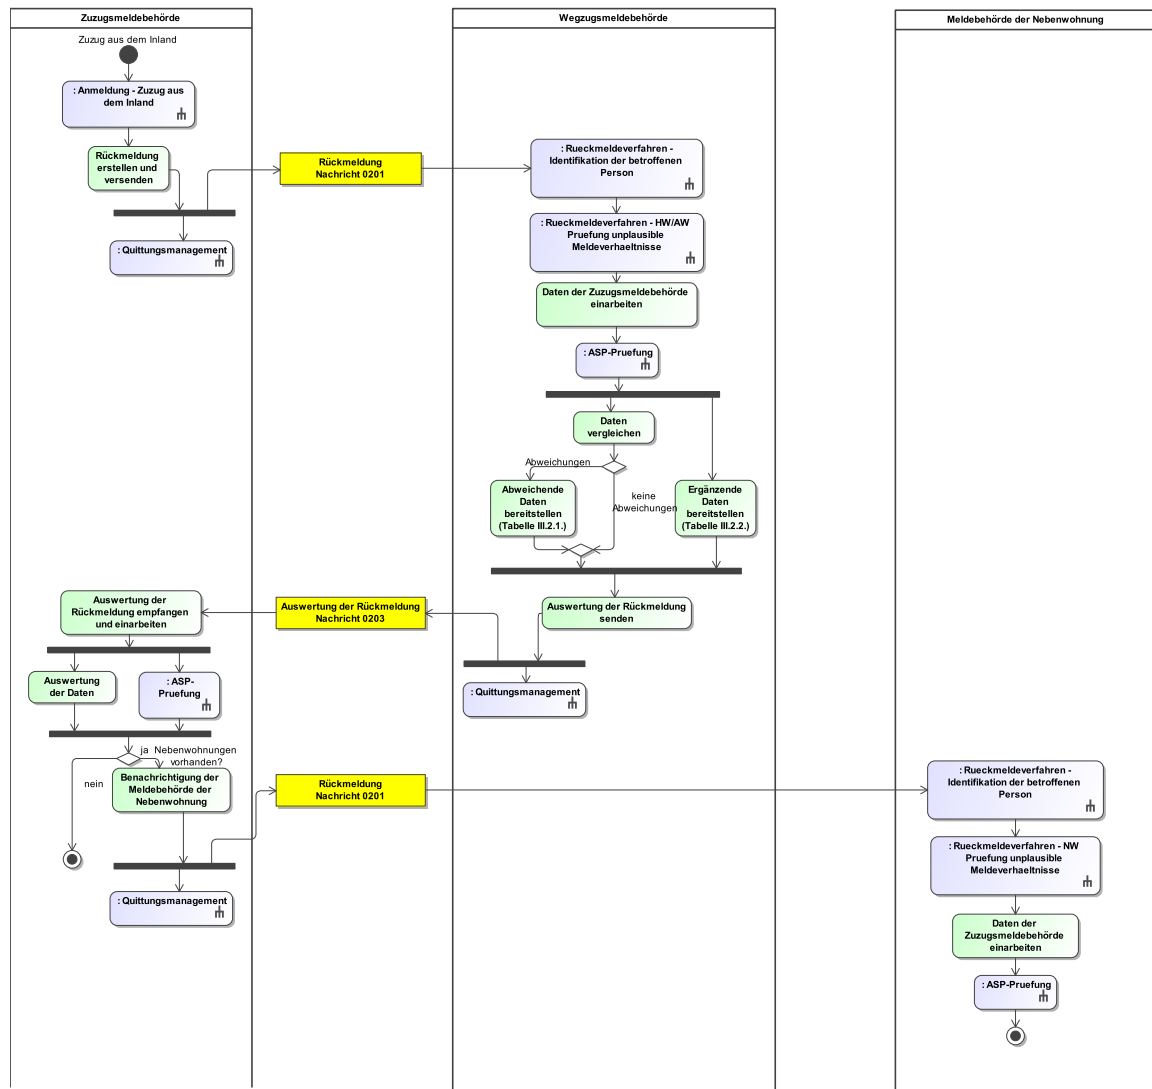 Zuzugsmeldebehörde
Wegzugsmeldebehörde
Meldebehörde der Nebenwohnung
Zuzug aus dem Inland
: Anmeldung - Zuzug aus
dem Inland
Rückmeldung
erstellen und
versenden
: Quittungsmanagement
Rückmeldung
Nachricht 0201
: Rueckmeldeverfahren -
Identifikation der betroffenen
Person
: Rueckmeldeverfahren - HW/AW
Pruefung unplausible
Meldeverhaeltnisse
Daten der Zuzugsmeldebehörde
einarbeiten
: ASP-Pruefung
Daten
vergleichen
Abweichungen
keine
Abweichungen
Abweichende
Daten
bereitstellen
(Tabelle III.2.1.)
Ergänzende
Daten
bereitstellen
(Tabelle III.2.2.)
Auswertung der Rückmeldung
senden
: Quittungsmanagement
Auswertung der Rückmeldung
Nachricht 0203
Auswertung der
Rückmeldung empfangen
und einarbeiten
Auswertung
der Daten
: ASP-
Pruefung
ja
Nebenwohnungen
vorhanden?
nein
Benachrichtigung der
Meldebehörde der
Nebenwohnung
: Quittungsmanagement
Rückmeldung
Nachricht 0201
: Rueckmeldeverfahren -
Identifikation der betroffenen
Person
: Rueckmeldeverfahren - NW
Pruefung unplausible
Meldeverhaeltnisse
Daten der
Zuzugsmeldebehörde
einarbeiten
: ASP-Pruefung